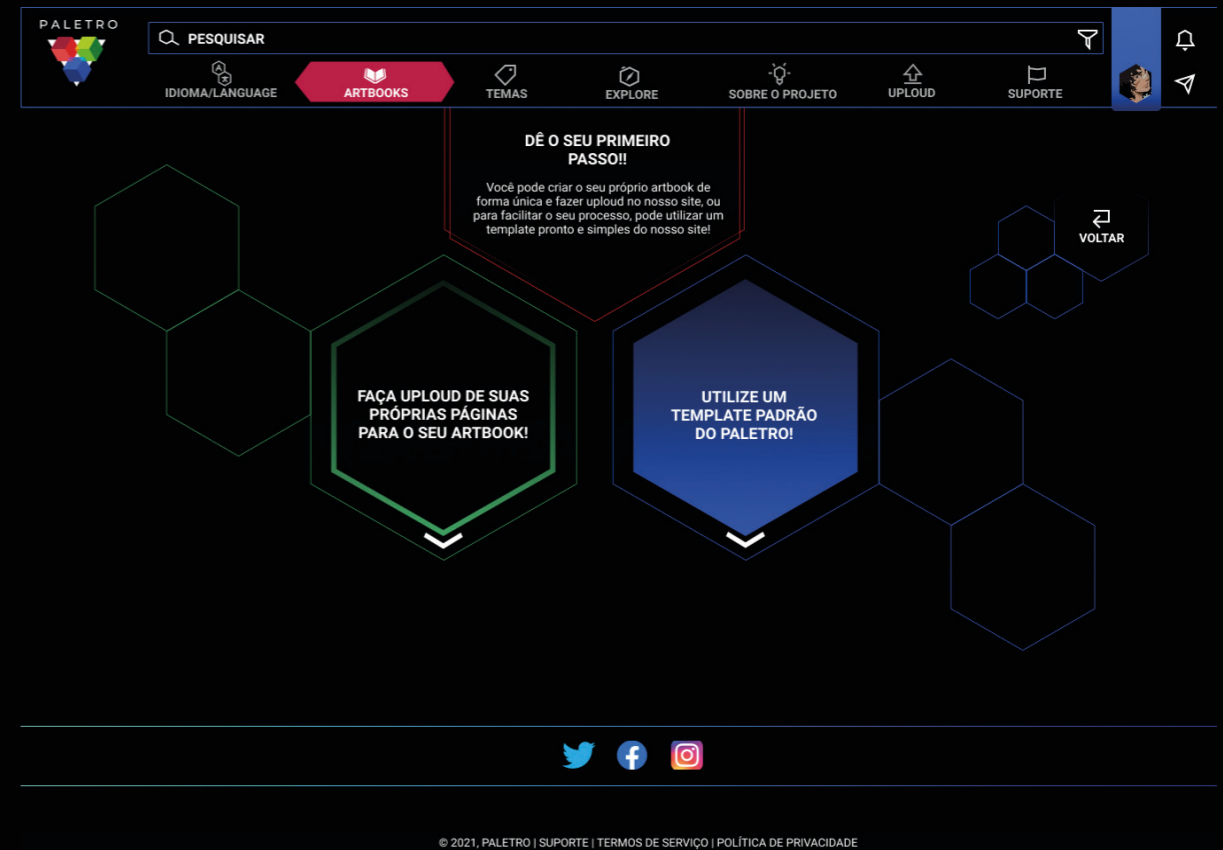 PALETRO
PESQUISAR
IDIOMA/LANGUAGE
ARTBOOKS
TEMAS
EXPLORE
SOBRE O PROJETO
UPLOUD
SUPORTE
DÊ O SEU PRIMEIRO
PASSO!!
Você pode criar o seu próprio artbook de
forma única e fazer uploud no nosso site, ou
para facilitar o seu processo, pode utilizar um
template pronto e simples do nosso site!
VOLTAR
FAÇA UPLOUD DE SUAS
PRÓPRIAS PÁGINAS
PARA O SEU ARTBOOK!
UTILIZE UM
TEMPLATE PADRÃO
DO PALETRO!
© 2021, PALETRO | SUPORTE | TERMOS DE SERVIÇO | POLÍTICA DE PRIVACIDADE